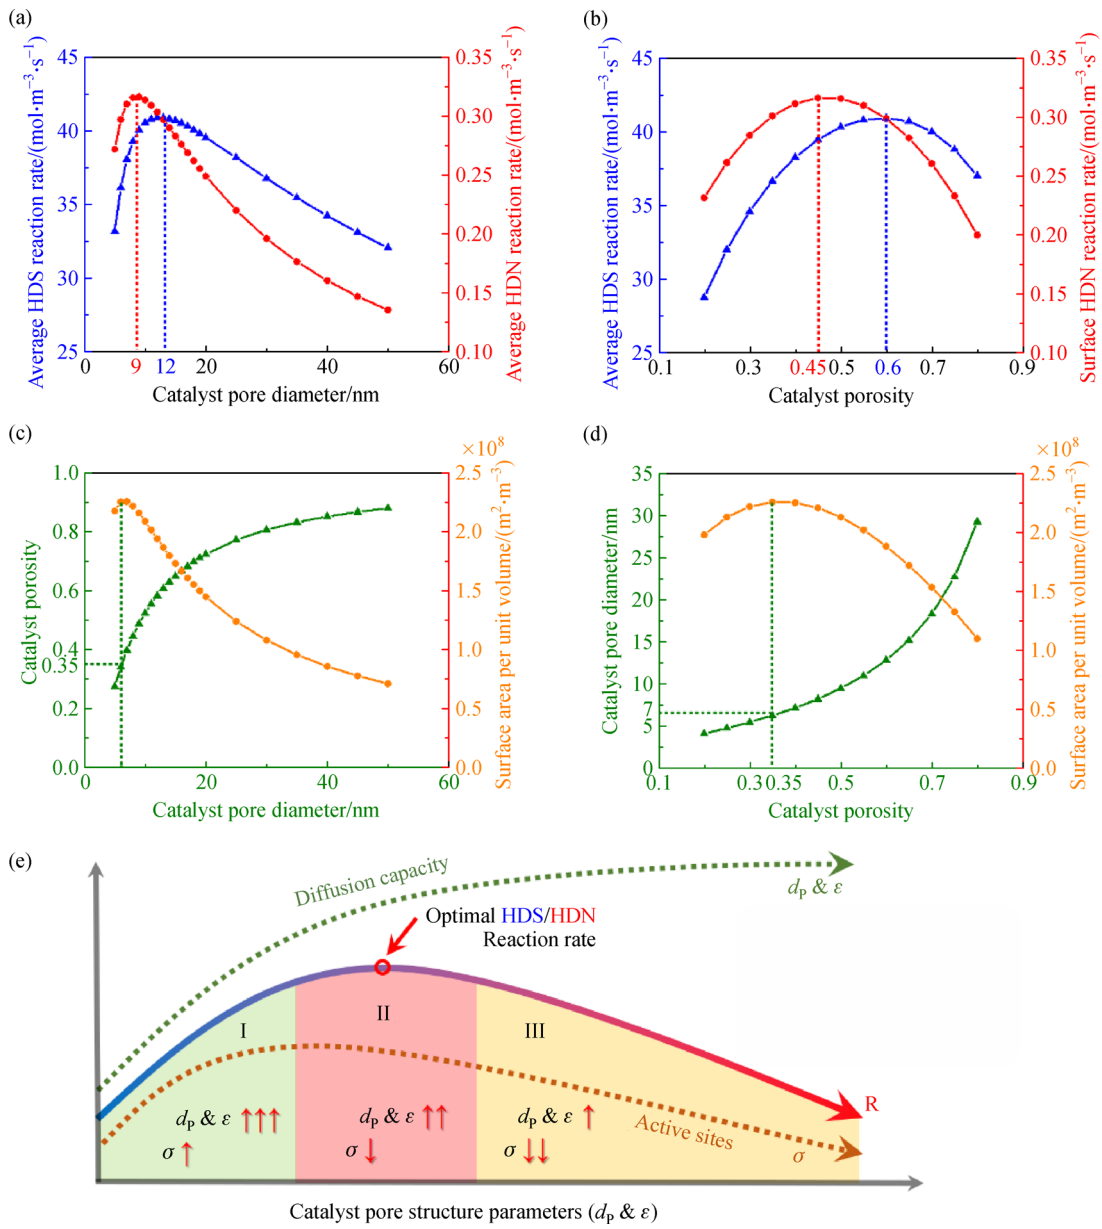 (a)
Average HDS reaction rate/(mol·m⁻³·s⁻¹)
45
40
35
30
25
0.35
0.30
0.25
0.20
0.15
0.10
Average HDN reaction rate/(mol·m⁻³·s⁻¹)
0 9 12 20 40 60
Catalyst pore diameter/nm
(b)
Average HDS reaction rate/(mol·m⁻³·s⁻¹)
45
40
35
30
25
0.35
0.30
0.25
0.20
0.15
0.10
Surface HDN reaction rate/(mol·m⁻³·s⁻¹)
0.1 0.3 0.45 0.5 0.6 0.7 0.9
Catalyst porosity
(c)
Catalyst porosity
1.0
0.8
0.6
0.4
0.35
0.2
0.0
×10⁸
2.5
2.0
1.5
1.0
0.5
0.0
Surface area per unit volume/(m²·m⁻³)
0 20 40 60
Catalyst pore diameter/nm
(d)
Catalyst pore diameter/nm
35
30
25
20
15
10
7
5
0
×10⁸
2.5
2.0
1.5
1.0
0.5
0.0
Surface area per unit volume/(m²·m⁻³)
0.1 0.3 0.35 0.5 0.7 0.9
Catalyst porosity
(e)
Diffusion capacity
d_P & ε
Optimal HDS/HDN
Reaction rate
I II III
d_P & ε ↑↑↑
σ ↑
d_P & ε ↑↑
σ ↓
d_P & ε ↑
σ ↓↓
Active sites
σ
R
Catalyst pore structure parameters (d_P & ε)